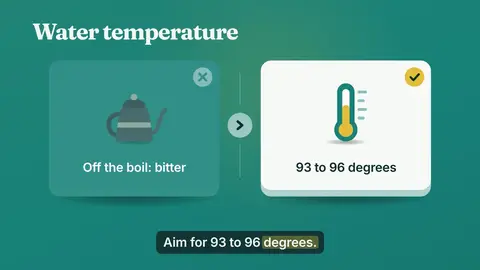 Water temperature
Off the boil: bitter
93 to 96 degrees
Aim for 93 to 96 degrees.